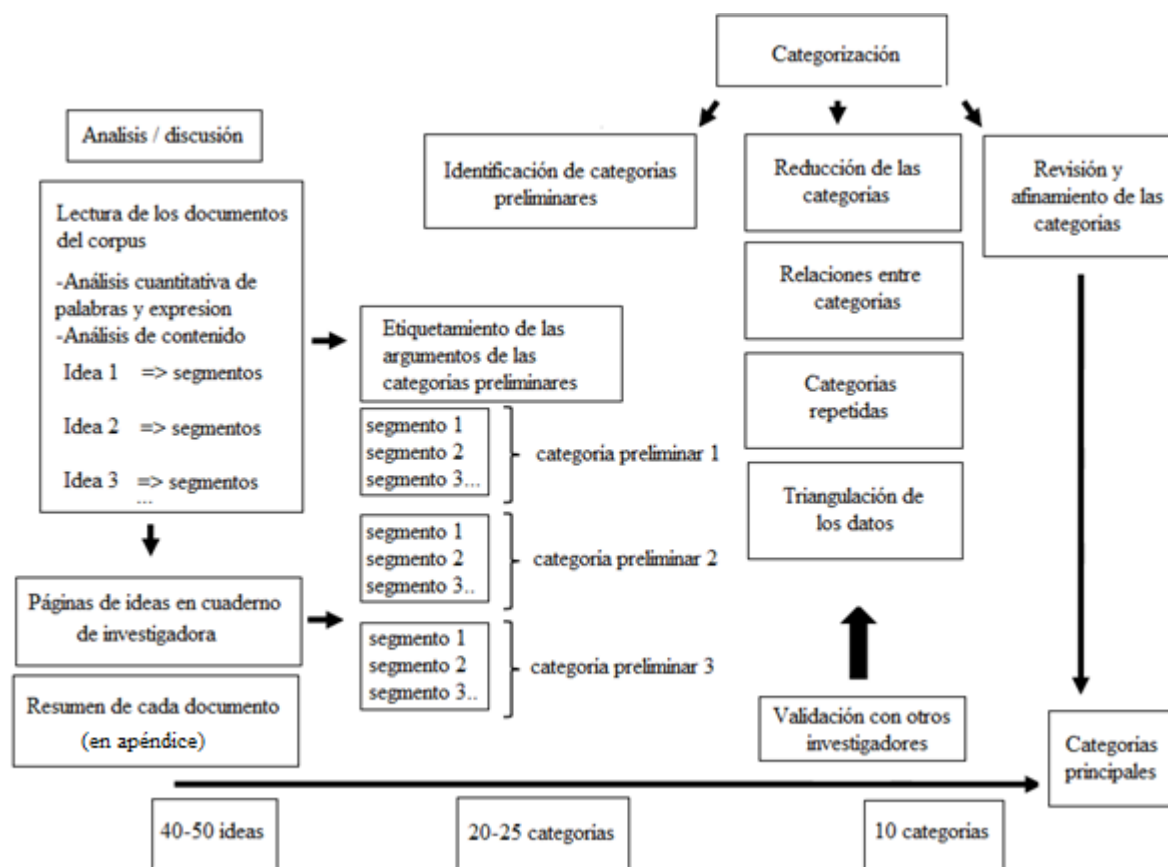 Categorización
Analisis / discusión
Identificación de categorias
preliminares
Reducción de las
categorias
Revisión y
afinamiento de las
categorias
Lectura de los documentos
del corpus
-Análisis cuantitativa de
palabras y expresion
-Análisis de contenido
Idea 1 => segmentos
Idea 2 => segmentos
Idea 3 => segmentos
...
Relaciones entre
categorias
Etiquetamiento de las
argumentos de las
categorias preliminares
Categorias
repetidas
segmento 1
segmento 2
segmento 3...
categoria preliminar 1
Triangulación de
los datos
segmento 1
segmento 2
segmento 3..
categoria preliminar 2
Páginas de ideas en cuaderno
de investigadora
segmento 1
segmento 2
segmento 3..
categoria preliminar 3
Resumen de cada documento
(en apéndice)
Validación con otros
investigadores
Categorias
principales
40-50 ideas
20-25 categorias
10 categorias